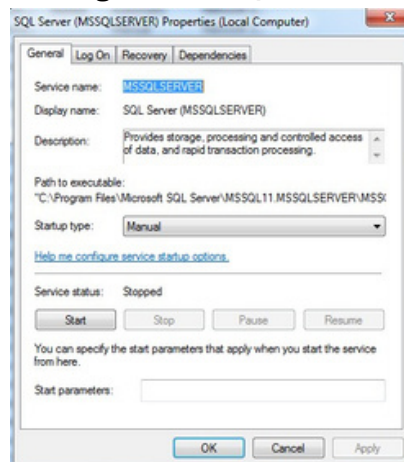 SQL Server (MSSQLSERVER) Properties (Local Computer)
General Log On Recovery Dependencies
Service name: MSSQLSERVER
Display name: SQL Server (MSSQLSERVER)
Description: Provides storage, processing and controlled access
of data, and rapid transaction processing.
Path to executable:
"C:\Program Files\Microsoft SQL Server\MSSQL11.MSSQLSERVER\MSSQ
Startup type: Manual
Help me configure service startup options.
Service status: Stopped
Start Stop Pause Resume
You can specify the start parameters that apply when you start the service
from here.
Start parameters:
OK Cancel Apply